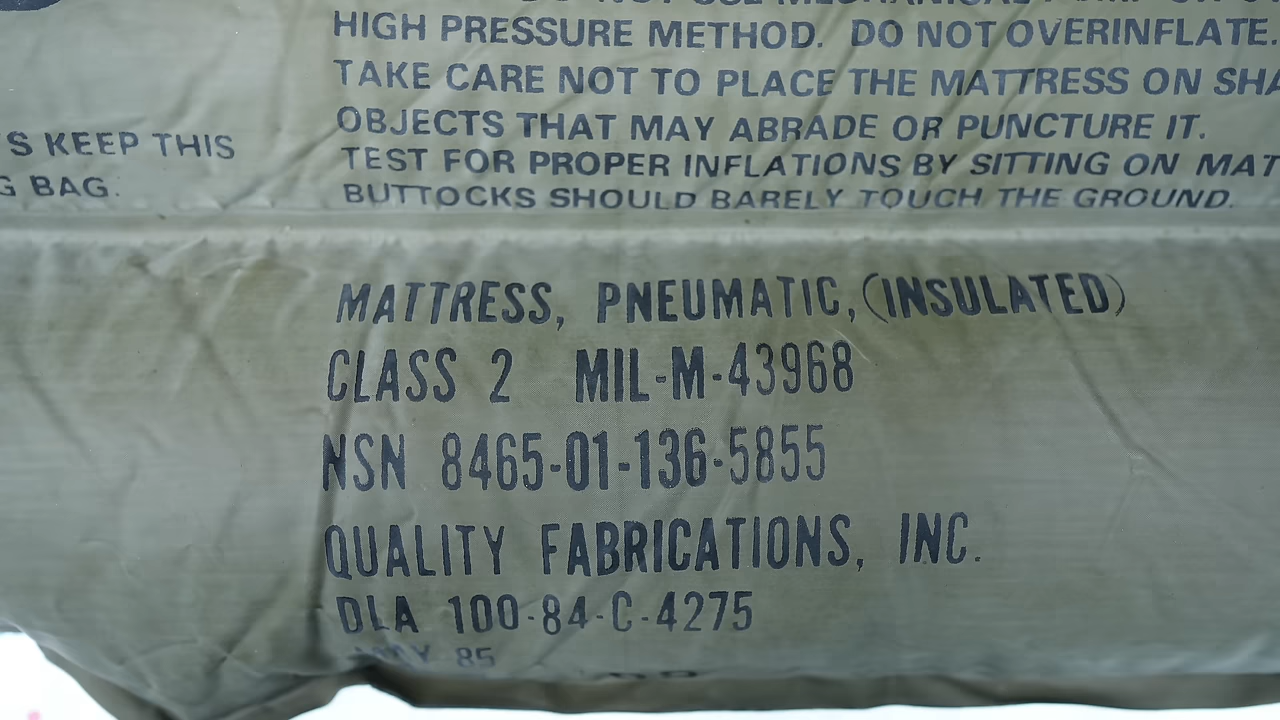 HIGH PRESSURE METHOD. DO NOT OVERINFLATE.
TAKE CARE NOT TO PLACE THE MATTRESS ON SHA
OBJECTS THAT MAY ABRADE OR PUNCTURE IT.
TEST FOR PROPER INFLATIONS BY SITTING ON MAT
BUTTOCKS SHOULD BARELY TOUCH THE GROUND.
S KEEP THIS
G BAG.
MATTRESS, PNEUMATIC, (INSULATED)
CLASS 2 MIL-M-43968
NSN 8465-01-136-5855
QUALITY FABRICATIONS, INC.
DLA 100-84-C-4275
85